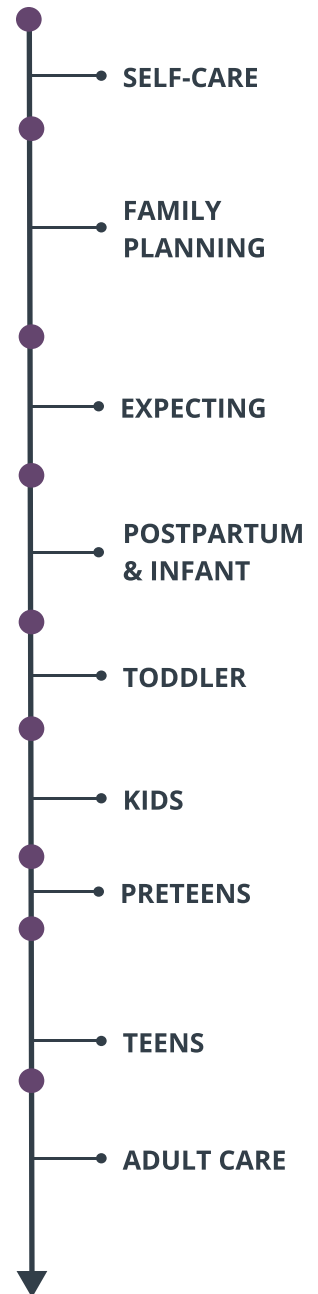 SELF-CARE
FAMILY
PLANNING
EXPECTING
POSTPARTUM
& INFANT
TODDLER
KIDS
PRETEENS
TEENS
ADULT CARE